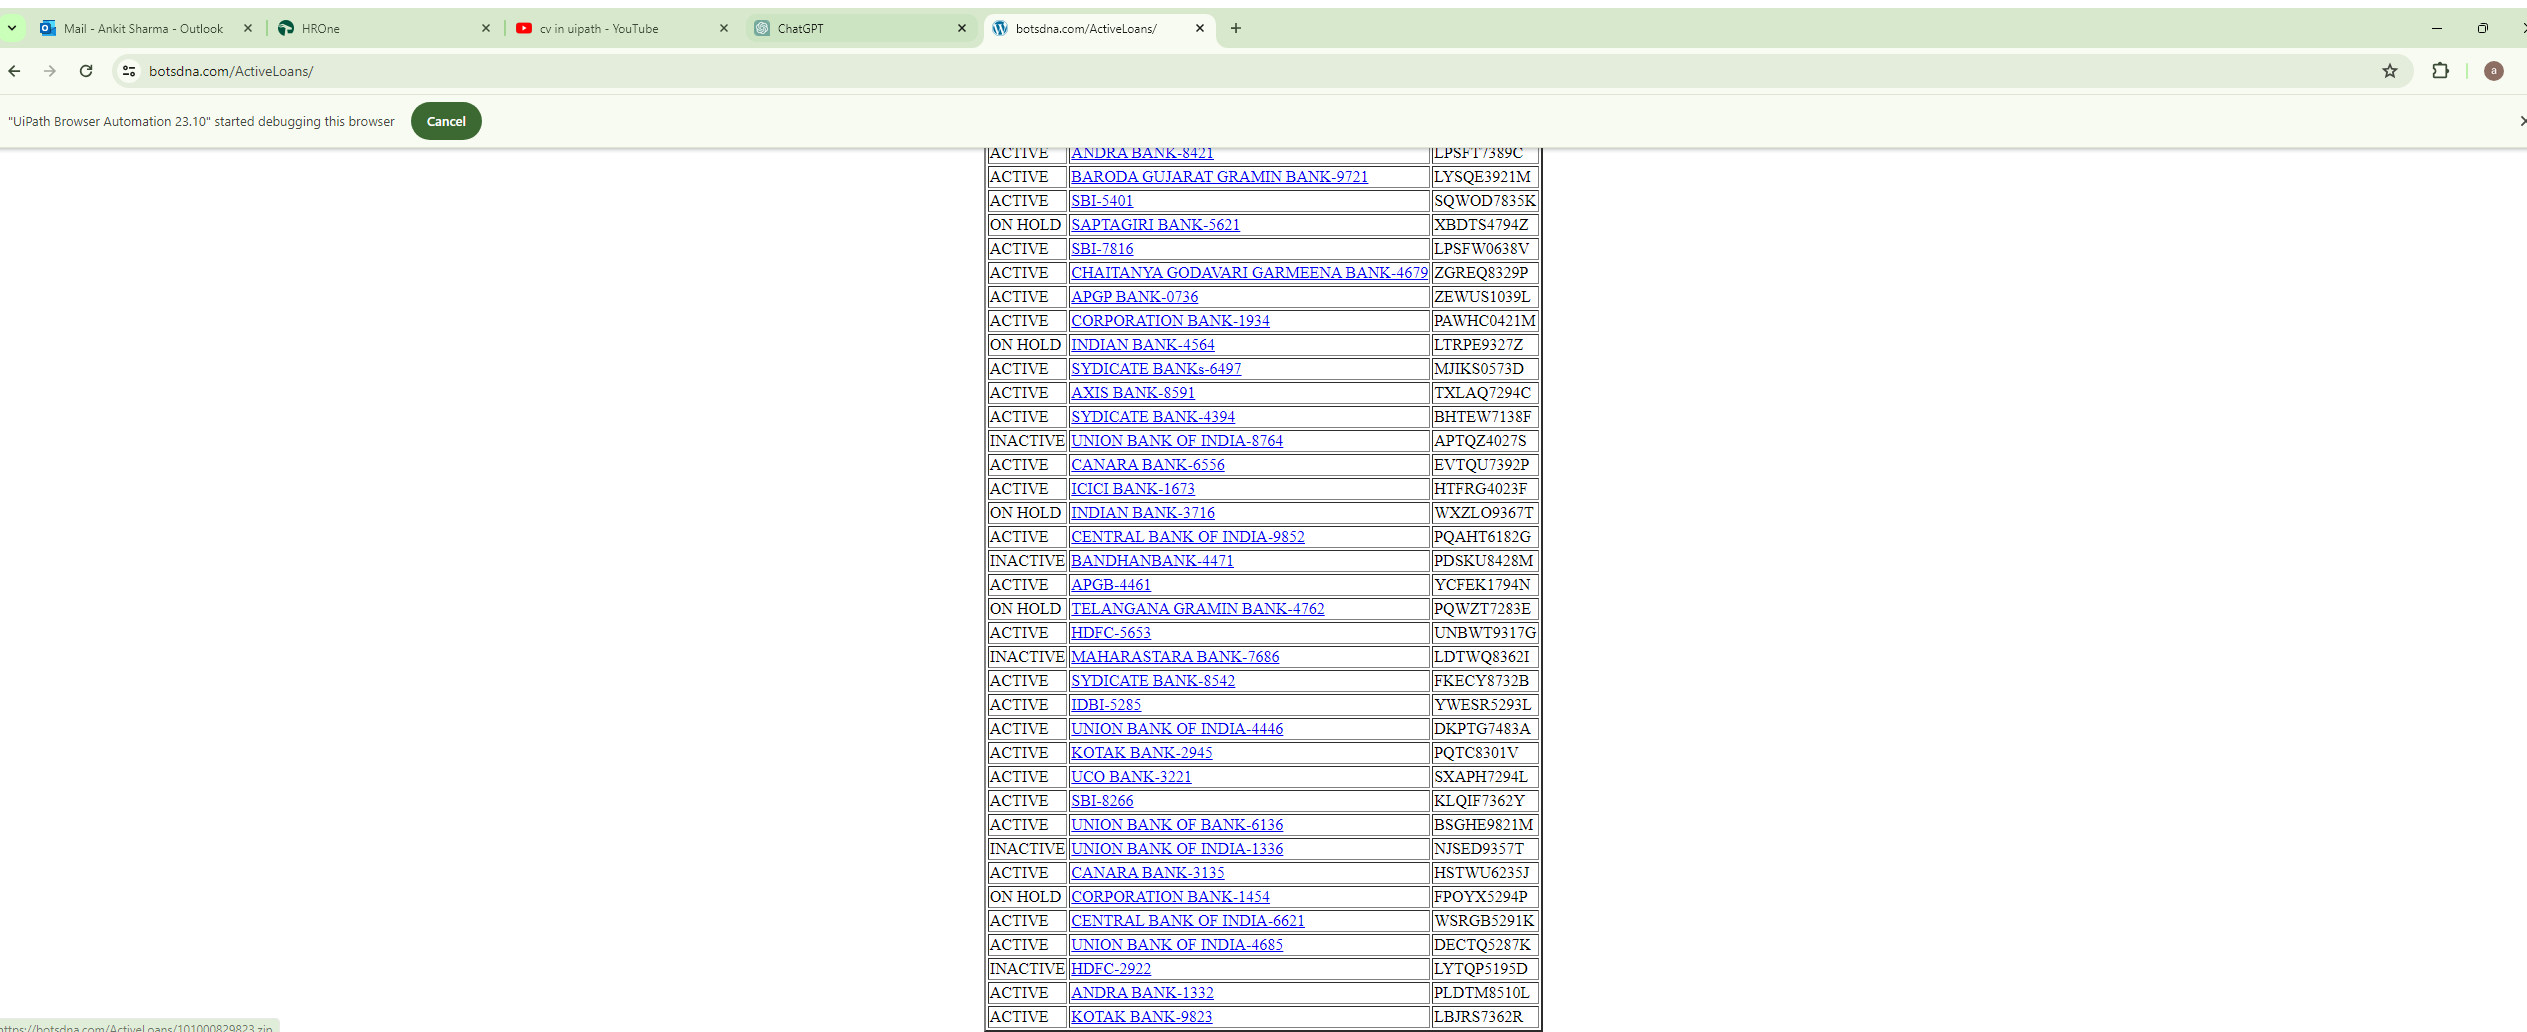 Mail - Ankit Sharma - Outlook HROne cv in uipath - YouTube ChatGPT botsdna.com/ActiveLoans/
botsdna.com/ActiveLoans/ a
"UiPath Browser Automation 23.10" started debugging this browser Cancel
ACTIVE ANDRA BANK-8421 LPSFT7389C
ACTIVE BARODA GUJARAT GRAMIN BANK-9721 LYSQE3921M
ACTIVE SBI-5401 SQWOD7835K
ON HOLD SAPTAGIRI BANK-5621 XBDTS4794Z
ACTIVE SBI-7816 LPSFW0638V
ACTIVE CHAITANYA GODAVARI GARMEENA BANK-4679 ZGREQ8329P
ACTIVE APGP BANK-0736 ZEWUS1039L
ACTIVE CORPORATION BANK-1934 PAWHC0421M
ON HOLD INDIAN BANK-4564 LTRPE9327Z
ACTIVE SYDICATE BANKs-6497 MJIKS0573D
ACTIVE AXIS BANK-8591 TXLAQ7294C
ACTIVE SYDICATE BANK-4394 BHTEW7138F
INACTIVE UNION BANK OF INDIA-8764 APTQZ4027S
ACTIVE CANARA BANK-6556 EVTQU7392P
ACTIVE ICICI BANK-1673 HTFRG4023F
ON HOLD INDIAN BANK-3716 WXZLO9367T
ACTIVE CENTRAL BANK OF INDIA-9852 PQAHT6182G
INACTIVE BANDHANBANK-4471 PDSKU8428M
ACTIVE APGB-4461 YCFEK1794N
ON HOLD TELANGANA GRAMIN BANK-4762 PQWZT7283E
ACTIVE HDFC-5653 UNBWT9317G
INACTIVE MAHARASTARA BANK-7686 LDTWQ8362I
ACTIVE SYDICATE BANK-8542 FKECY8732B
ACTIVE IDBI-5285 YWESR5293L
ACTIVE UNION BANK OF INDIA-4446 DKPTG7483A
ACTIVE KOTAK BANK-2945 PQTC8301V
ACTIVE UCO BANK-3221 SXAPH7294L
ACTIVE SBI-8266 KLQIF7362Y
ACTIVE UNION BANK OF BANK-6136 BSGHE9821M
INACTIVE UNION BANK OF INDIA-1336 NJSED9357T
ACTIVE CANARA BANK-3135 HSTWU6235J
ON HOLD CORPORATION BANK-1454 FPOYX5294P
ACTIVE CENTRAL BANK OF INDIA-6621 WSRGB5291K
ACTIVE UNION BANK OF INDIA-4685 DECTQ5287K
INACTIVE HDFC-2922 LYTQP5195D
ACTIVE ANDRA BANK-1332 PLDTM8510L
ACTIVE KOTAK BANK-9823 LBJRS7362R
https://botsdna.com/ActiveLoans/101000829823.zip